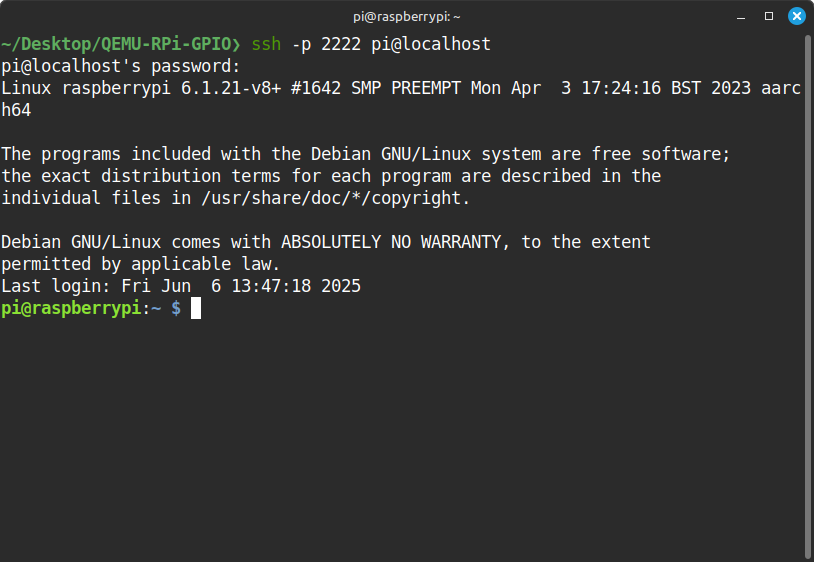 pi@raspberrypi: ~
~/Desktop/QEMU-RPi-GPIO❯ ssh -p 2222 pi@localhost
pi@localhost's password:
Linux raspberrypi 6.1.21-v8+ #1642 SMP PREEMPT Mon Apr  3 17:24:16 BST 2023 aarc
h64

The programs included with the Debian GNU/Linux system are free software;
the exact distribution terms for each program are described in the
individual files in /usr/share/doc/*/copyright.

Debian GNU/Linux comes with ABSOLUTELY NO WARRANTY, to the extent
permitted by applicable law.
Last login: Fri Jun  6 13:47:18 2025
pi@raspberrypi:~ $